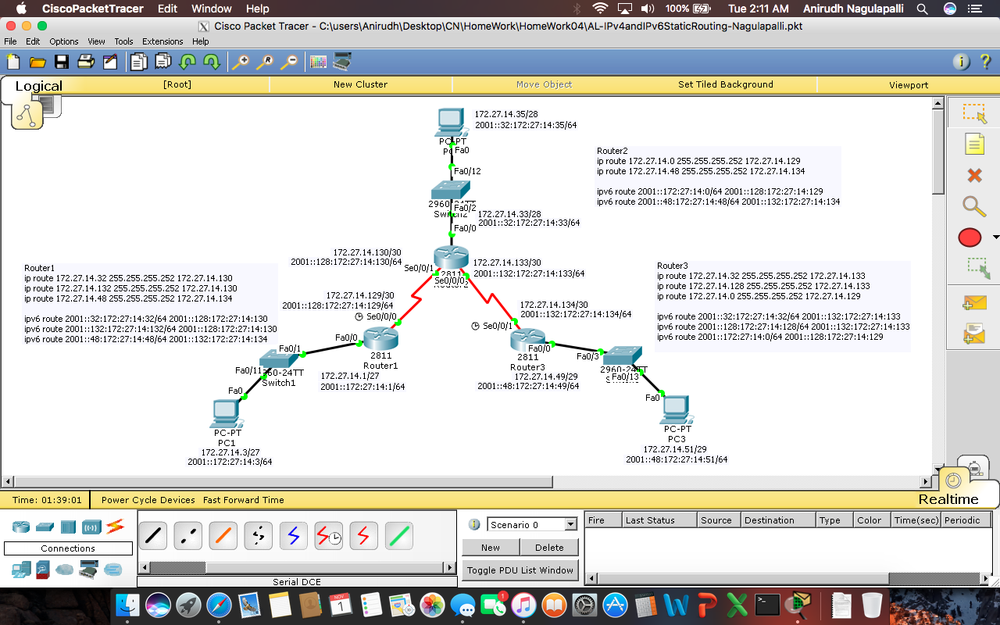 CiscoPacketTracer Edit Window Help 100% Tue 2:11 AM Anirudh Nagulapalli
Cisco Packet Tracer - C:\users\Anirudh\Desktop\CN\HomeWork\HomeWork04\AL-IPv4andIPv6StaticRouting-Nagulapalli.pkt
File Edit Options View Tools Extensions Help
Logical [Root] New Cluster Move Object Set Tiled Background Viewport
172.27.14.35/28
2001::32:172:27:14:35/64
PC-PT
Fa0
Fa0/12
2960-24TT
Switch2
Fa0/2
172.27.14.33/28
2001::32:172:27:14:33/64
Fa0/0
Router2
ip route 172.27.14.0 255.255.255.252 172.27.14.129
ip route 172.27.14.48 255.255.255.252 172.27.14.134
ipv6 route 2001::172:27:14:0/64 2001::128:172:27:14:129
ipv6 route 2001::48:172:27:14:48/64 2001::132:172:27:14:134
172.27.14.130/30
2001::128:172:27:14:130/64
Se0/0/1
2811
Se0/0/0
Router2
172.27.14.133/30
2001::132:172:27:14:133/64
Router1
ip route 172.27.14.32 255.255.255.252 172.27.14.130
ip route 172.27.14.132 255.255.255.252 172.27.14.130
ip route 172.27.14.48 255.255.255.252 172.27.14.134
ipv6 route 2001::32:172:27:14:32/64 2001::128:172:27:14:130
ipv6 route 2001::132:172:27:14:132/64 2001::128:172:27:14:130
ipv6 route 2001::48:172:27:14:48/64 2001::132:172:27:14:134
172.27.14.129/30
2001::128:172:27:14:129/64
Se0/0/0
Fa0/0
2811
Router1
172.27.14.1/27
2001::172:27:14:1/64
Fa0/1
Fa0/11
2960-24TT
Switch1
Fa0
PC-PT
PC1
172.27.14.3/27
2001::172:27:14:3/64
172.27.14.134/30
2001::132:172:27:14:134/64
Se0/0/1
Fa0/0
2811
Router3
172.27.14.49/29
2001::48:172:27:14:49/64
Router3
ip route 172.27.14.32 255.255.255.252 172.27.14.133
ip route 172.27.14.128 255.255.255.252 172.27.14.133
ip route 172.27.14.0 255.255.255.252 172.27.14.129
ipv6 route 2001::32:172:27:14:32/64 2001::132:172:27:14:133
ipv6 route 2001::128:172:27:14:128/64 2001::132:172:27:14:133
ipv6 route 2001::172:27:14:0/64 2001::128:172:27:14:129
Fa0/3
2960-24TT
Fa0/13
Fa0
PC-PT
PC3
172.27.14.51/29
2001::48:172:27:14:51/64
Realtime
Time: 01:39:01 Power Cycle Devices Fast Forward Time
Connections
Serial DCE
Scenario 0
New Delete
Toggle PDU List Window
Fire Last Status Source Destination Type Color Time(sec) Periodic
NOV
1
1